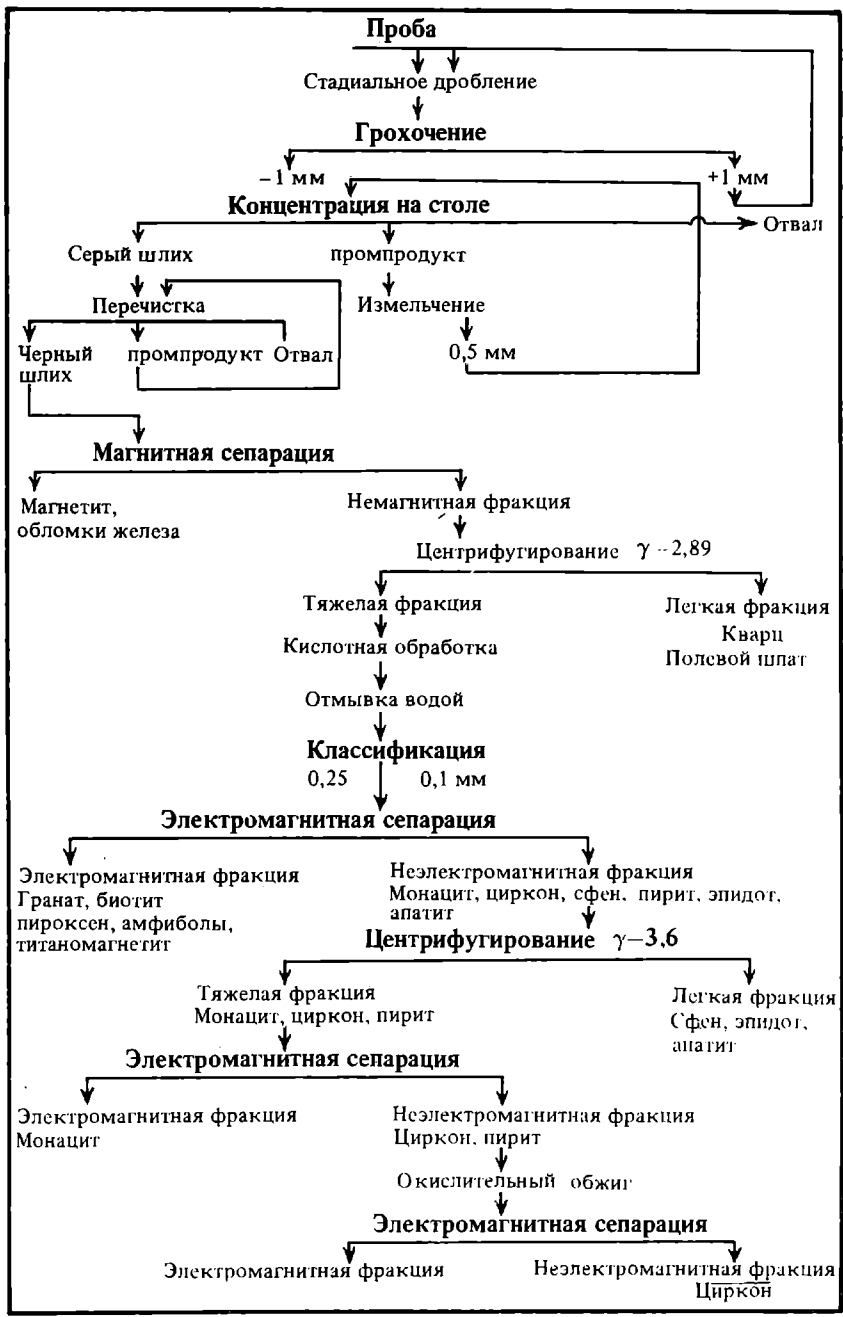 Проба
Стадиальное дробление
Грохочение
−1 мм
+1 мм
Концентрация на столе
Отвал
Серый шлих
промпродукт
Перечистка
Измельчение
Черный
шлих
промпродукт
Отвал
0,5 мм
Магнитная сепарация
Магнетит,
обломки железа
Немагнитная фракция
Центрифугирование γ -- 2,89
Тяжелая фракция
Легкая фракция
Кварц
Полевой шпат
Кислотная обработка
Отмывка водой
Классификация
0,25
0,1 мм
Электромагнитная сепарация
Электромагнитная фракция
Гранат, биотит
пироксен, амфиболы,
титаномагнетит
Неэлектромагнитная фракция
Монацит, циркон, сфен, пирит, эпидот,
апатит
Центрифугирование γ−3,6
Тяжелая фракция
Монацит, циркон, пирит
Легкая фракция
Сфен, эпидот,
апатит
Электромагнитная сепарация
Электромагнитная фракция
Монацит
Неэлектромагнитная фракция
Циркон, пирит
Окислительный обжиг
Электромагнитная сепарация
Электромагнитная фракция
Неэлектромагнитная фракция
Циркон